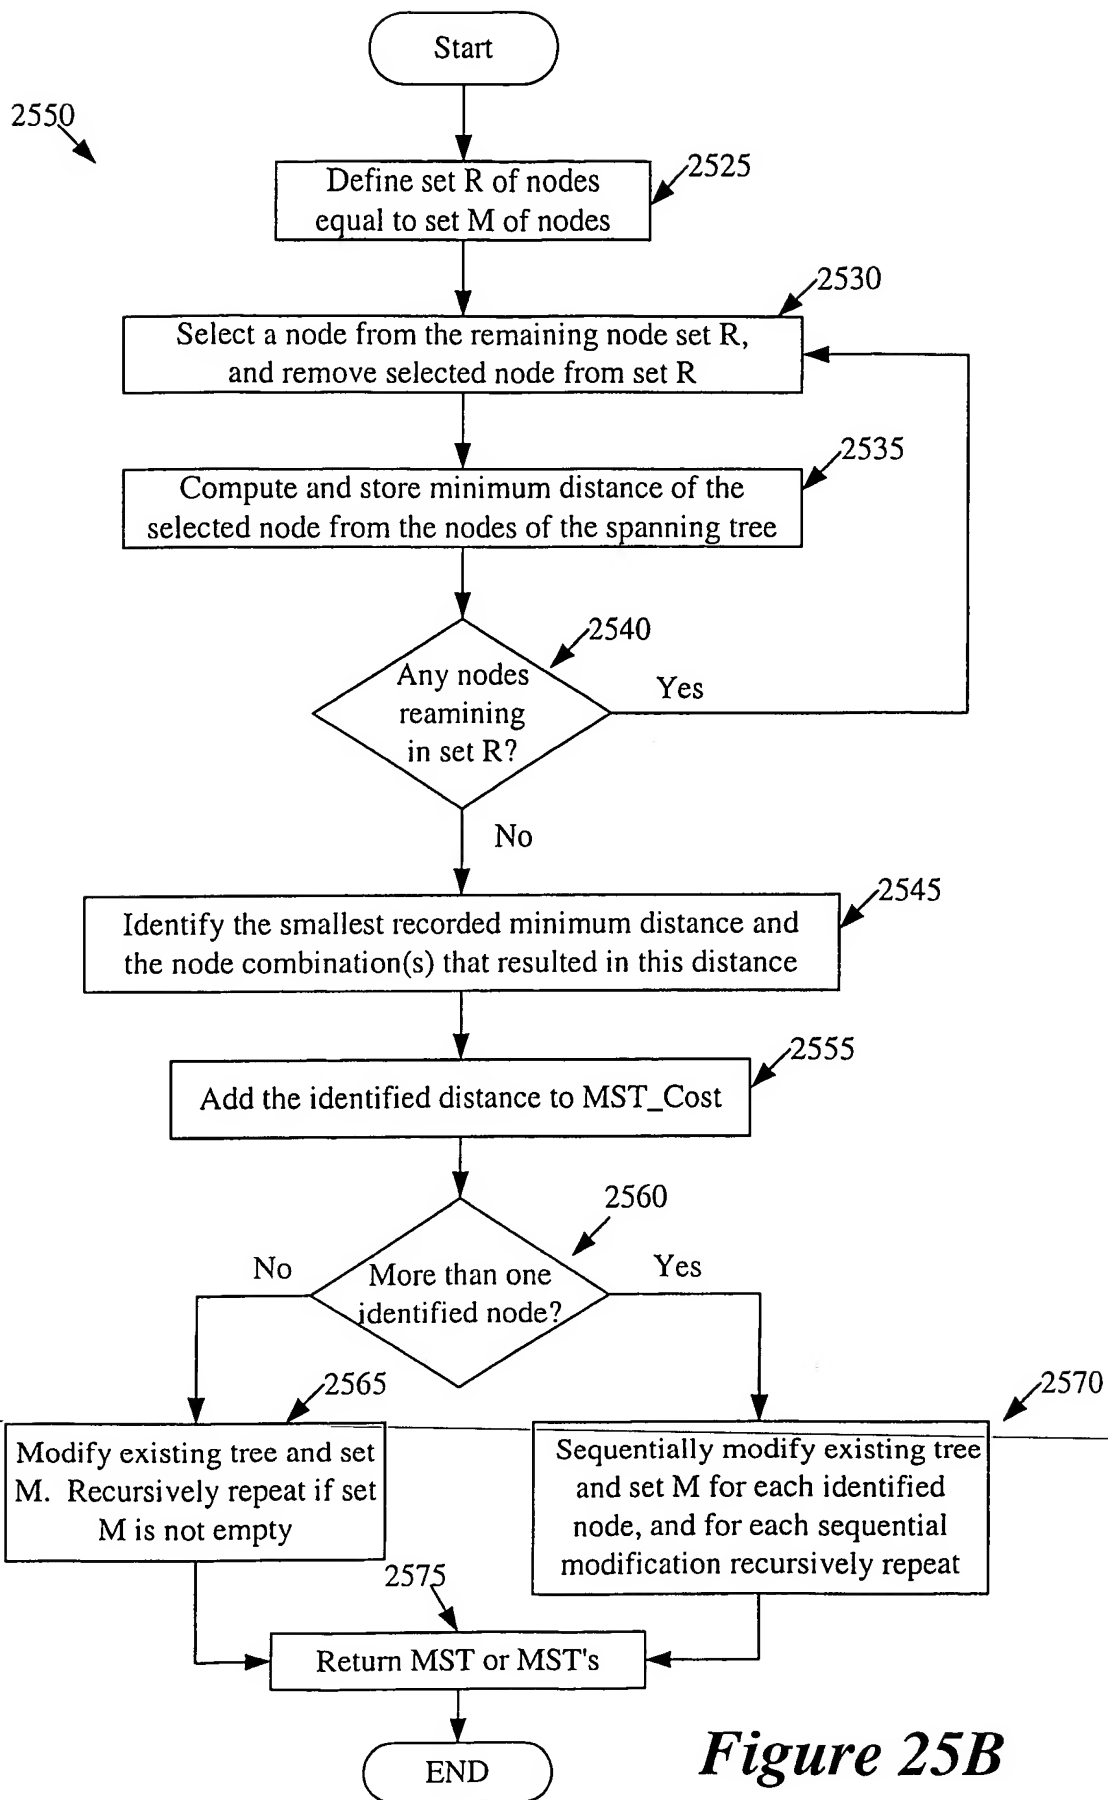 Start
2550
Define set R of nodes
equal to set M of nodes
2525
2530
Select a node from the remaining node set R,
and remove selected node from set R
2535
Compute and store minimum distance of the
selected node from the nodes of the spanning tree
2540
Any nodes
reamining
in set R?
Yes
No
2545
Identify the smallest recorded minimum distance and
the node combination(s) that resulted in this distance
2555
Add the identified distance to MST_Cost
2560
No
More than one
identified node?
Yes
2565
2570
Modify existing tree and set
M. Recursively repeat if set
M is not empty
Sequentially modify existing tree
and set M for each identified
node, and for each sequential
modification recursively repeat
2575
Return MST or MST's
END
Figure 25B